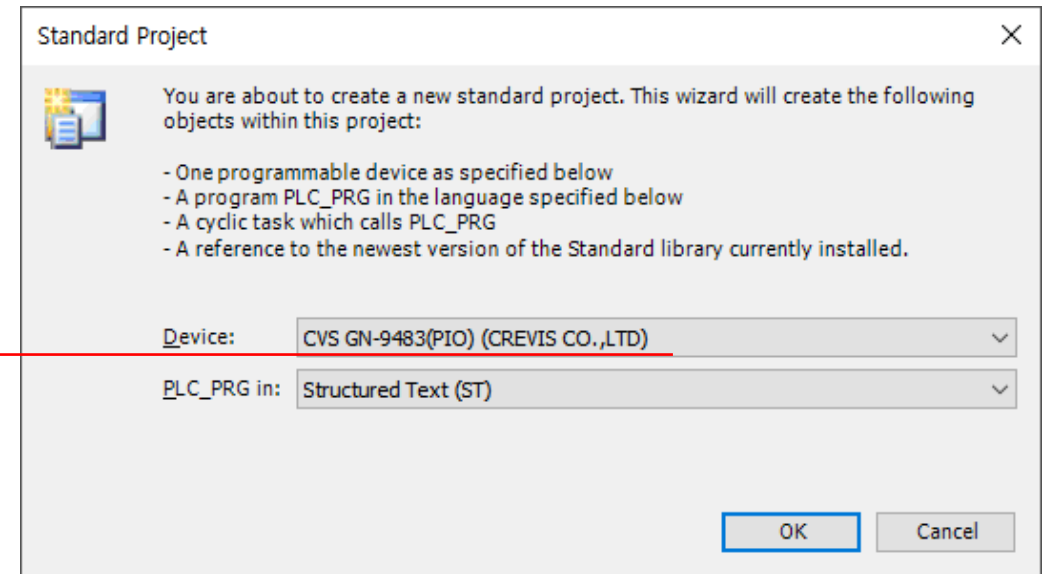 Standard Project
You are about to create a new standard project. This wizard will create the following
objects within this project:
- One programmable device as specified below
- A program PLC_PRG in the language specified below
- A cyclic task which calls PLC_PRG
- A reference to the newest version of the Standard library currently installed.
Device: CVS GN-9483(PIO) (CREVIS CO.,LTD)
PLC_PRG in: Structured Text (ST)
OK Cancel